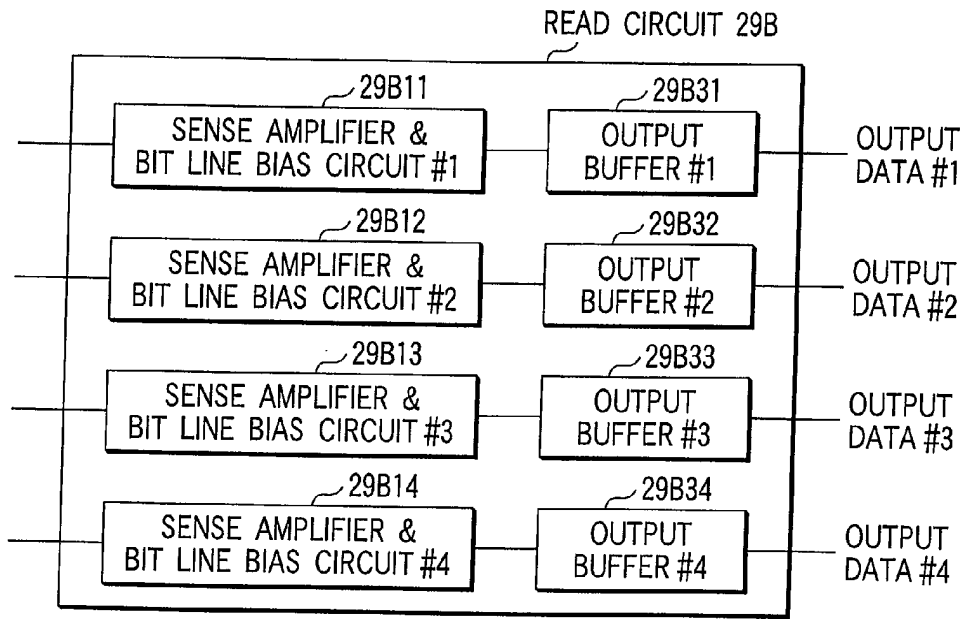 READ CIRCUIT 29B
29B11
SENSE AMPLIFIER &
BIT LINE BIAS CIRCUIT #1
29B31
OUTPUT
BUFFER #1
OUTPUT
DATA #1
29B12
SENSE AMPLIFIER &
BIT LINE BIAS CIRCUIT #2
29B32
OUTPUT
BUFFER #2
OUTPUT
DATA #2
29B13
SENSE AMPLIFIER &
BIT LINE BIAS CIRCUIT #3
29B33
OUTPUT
BUFFER #3
OUTPUT
DATA #3
29B14
SENSE AMPLIFIER &
BIT LINE BIAS CIRCUIT #4
29B34
OUTPUT
BUFFER #4
OUTPUT
DATA #4